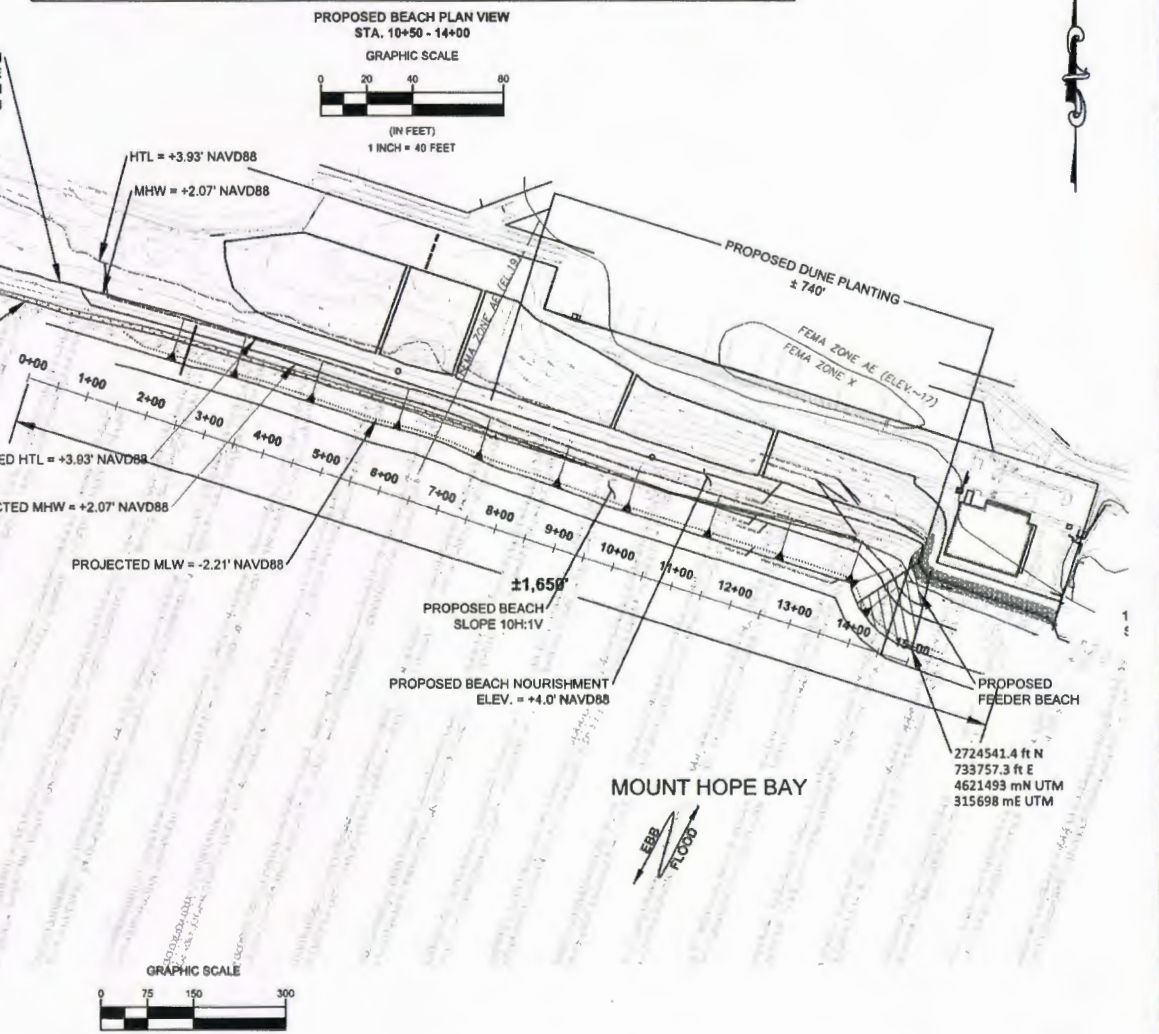 PROPOSED BEACH PLAN VIEW
STA. 10+50 - 14+00
GRAPHIC SCALE
0 20 40 80
(IN FEET)
1 INCH = 40 FEET
HTL = +3.93' NAVD88
MHW = +2.07' NAVD88
PROPOSED DUNE PLANTING
± 740'
FEMA ZONE AE (EL.19)
FEMA ZONE AE (ELEV.~17)
FEMA ZONE X
0+00
1+00
2+00
3+00
4+00
5+00
6+00
7+00
8+00
9+00
10+00
11+00
12+00
13+00
14+00
15+00
ED HTL = +3.93' NAVD88
CTED MHW = +2.07' NAVD88
PROJECTED MLW = -2.21' NAVD88
±1,650'
PROPOSED BEACH
SLOPE 10H:1V
PROPOSED BEACH NOURISHMENT
ELEV. = +4.0' NAVD88
PROPOSED
FEEDER BEACH
2724541.4 ft N
733757.3 ft E
4621493 mN UTM
315698 mE UTM
MOUNT HOPE BAY
EBB
FLOOD
GRAPHIC SCALE
0 75 150 300